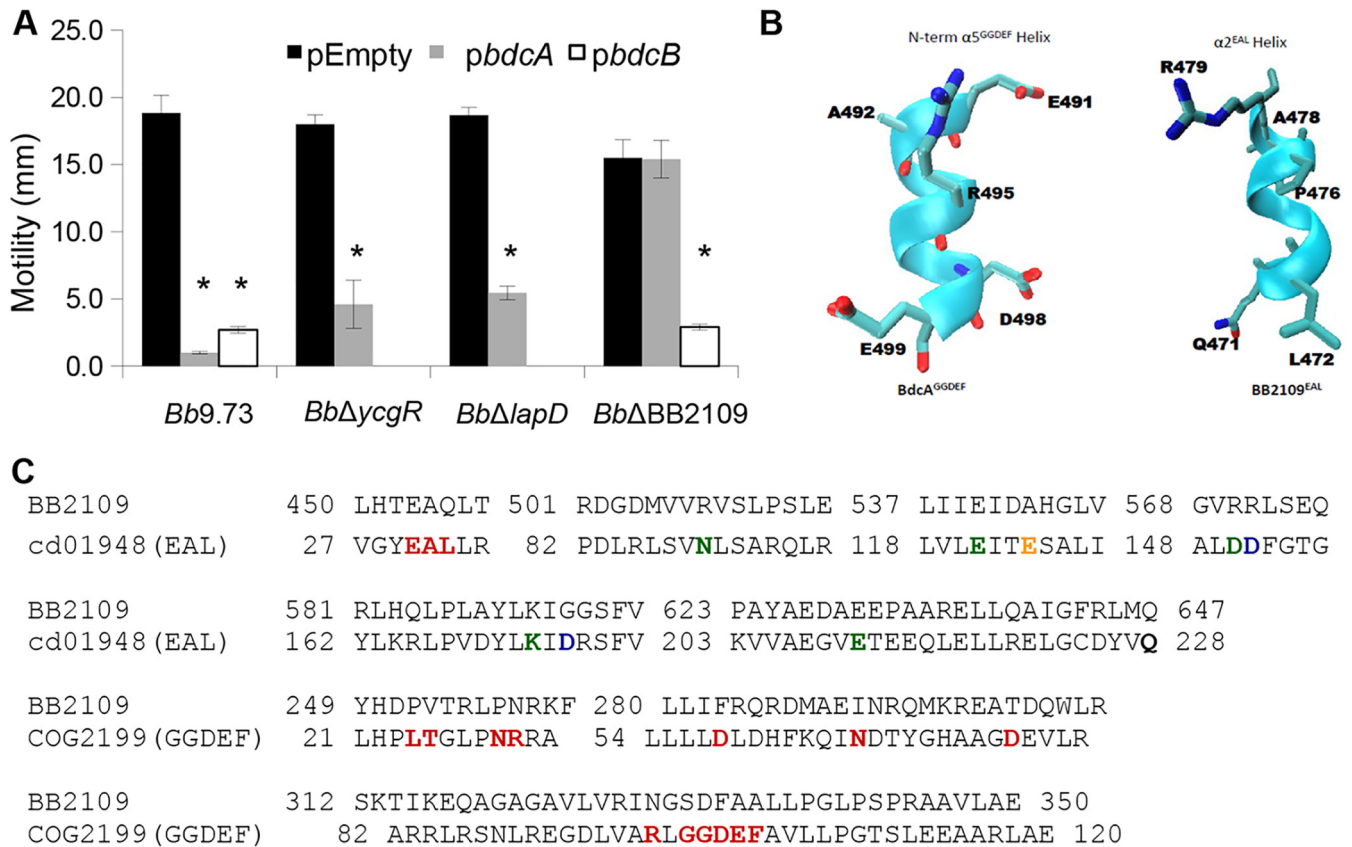 A
25.0
20.0
15.0
10.0
5.0
0.0
Motility (mm)
pEmpty pbdcA pbdcB
* *
*
*
*
Bb9.73 BbΔycgR BbΔlapD BbΔBB2109
B
N-term α5GGDEF Helix
A492
E491
R495
D498
E499
BdcAGGDEF
α2EAL Helix
R479
A478
P476
Q471
L472
BB2109EAL
C
BB2109 450 LHTEAQLT 501 RDGDMVVRVSLPSLE 537 LIIEIDAHGLV 568 GVRRLSEQ
cd01948(EAL) 27 VGYEALLR 82 PDLRLSVNLSARQLR 118 LVLEITESALI 148 ALDDFGTG
BB2109 581 RLHQLPLAYLKIGGSFV 623 PAYAEDAEEPAARELLQAIGFRLMQ 647
cd01948(EAL) 162 YLKRLPVDYLKIDRSFV 203 KVVAEGVETEEQLELLRELGCDYVQ 228
BB2109 249 YHDPVTRLPNRKF 280 LLIFRQRDMAEINRQMKREATDQWLR
COG2199(GGDEF) 21 LHPLTGLPNRRA 54 LLLLDLDHFKQINDTYGHAAGDEVLR
BB2109 312 SKTIKEQAGAGAVLVRINGSDFAALLPGLPSPRAAVLAE 350
COG2199(GGDEF) 82 ARRLRSNLREGDLVARLGGDEFAVLLPGTSLEEAARLAE 120